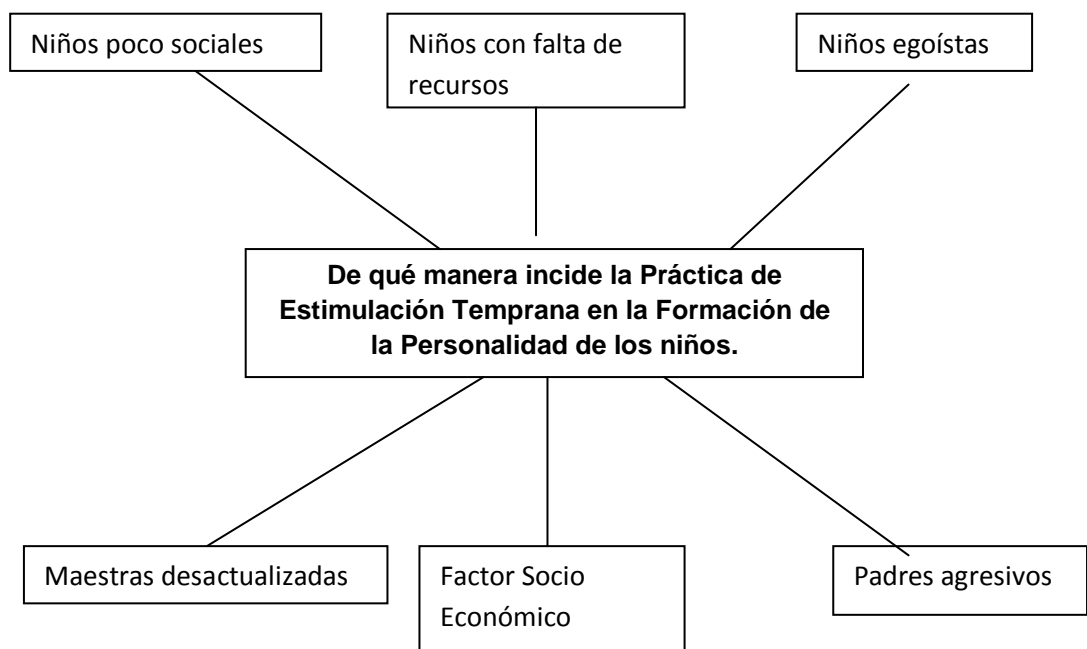 Niños poco sociales
Niños con falta de
recursos
Niños egoístas
De qué manera incide la Práctica de
Estimulación Temprana en la Formación de
la Personalidad de los niños.
Maestras desactualizadas
Factor Socio
Económico
Padres agresivos